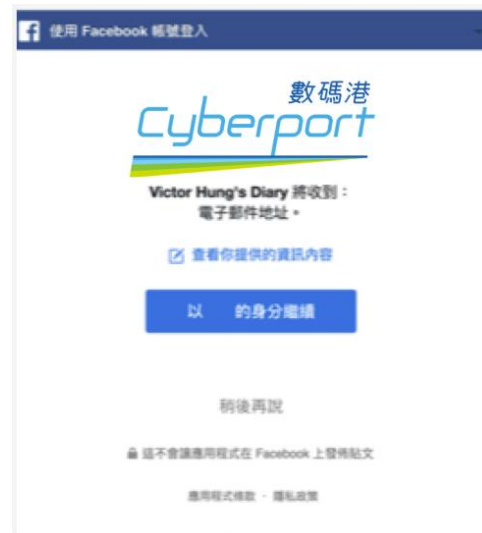 使用 Facebook 帳號登入
數碼港
Cyberport
Victor Hung's Diary 將收到：
電子郵件地址。
查看你提供的資訊內容
以 的身分繼續
稍後再說
這不會讓應用程式在 Facebook 上發佈貼文
應用程式條款 · 隱私政策